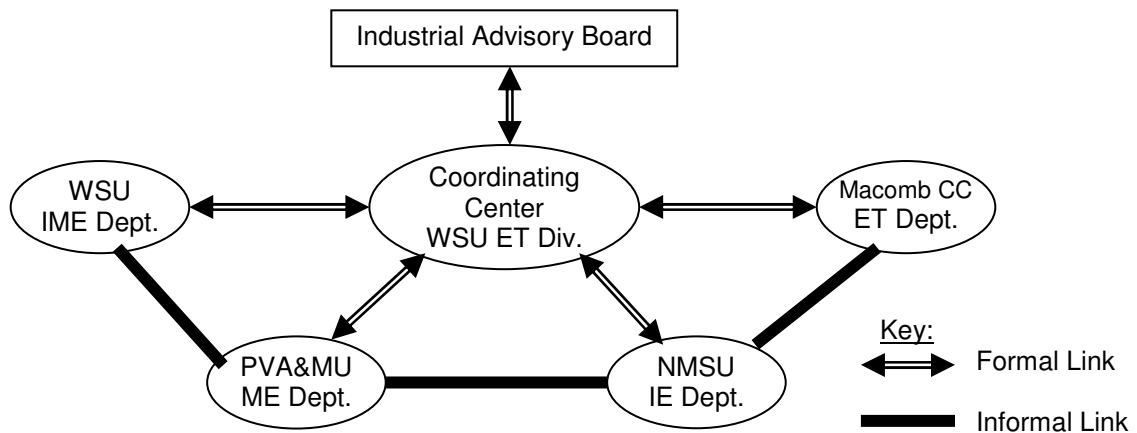 Industrial Advisory Board
WSU
IME Dept.
Coordinating
Center
WSU ET Div.
Macomb CC
ET Dept.
PVA&MU
ME Dept.
NMSU
IE Dept.
Key:
Formal Link
Informal Link